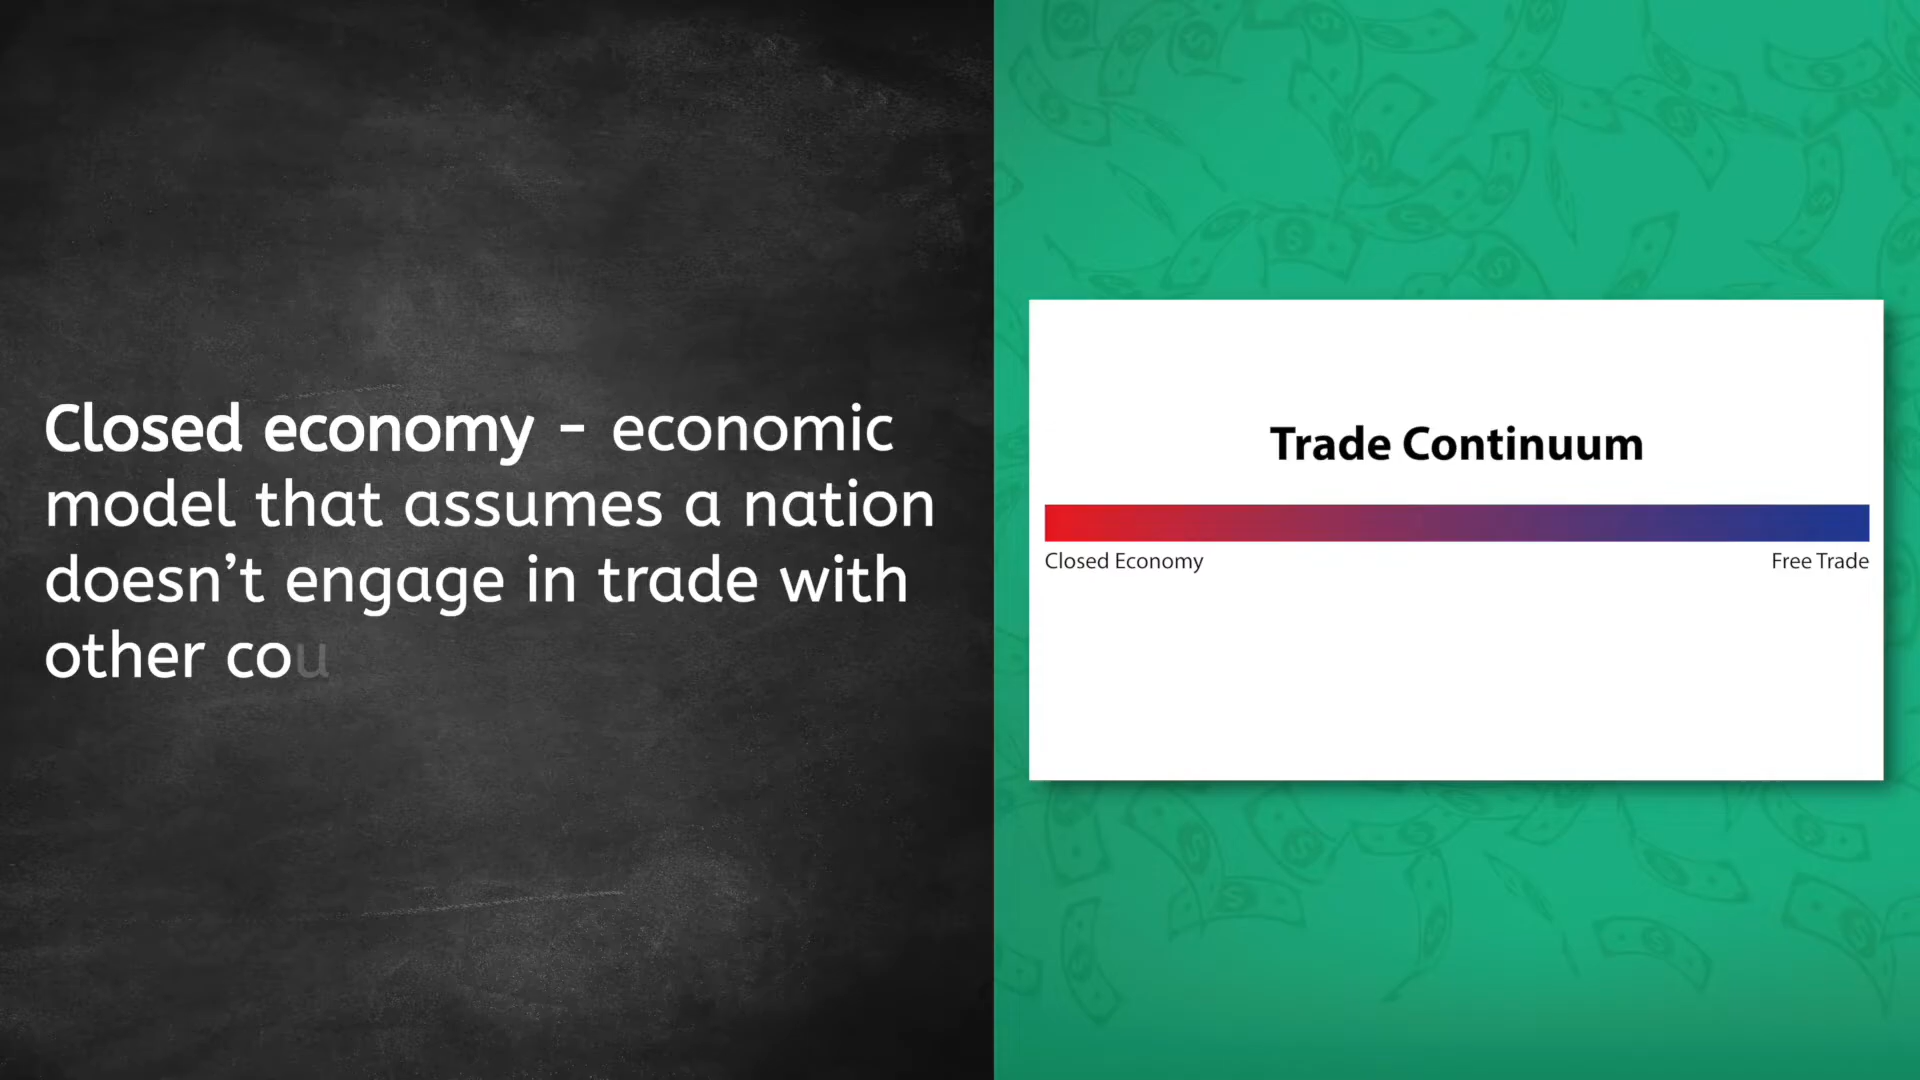 Closed economy - economic
model that assumes a nation
doesn’t engage in trade with
other cou
Trade Continuum
Closed Economy
Free Trade